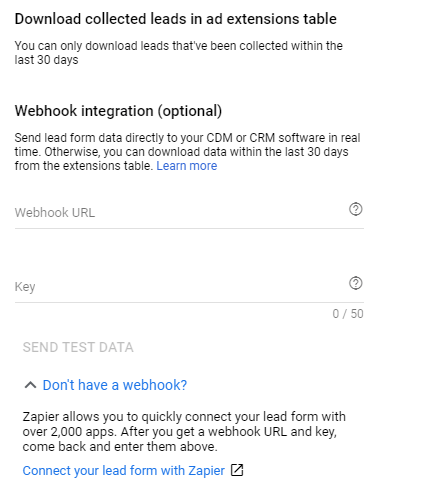 Download collected leads in ad extensions table
You can only download leads that've been collected within the
last 30 days
Webhook integration (optional)
Send lead form data directly to your CDM or CRM software in real
time. Otherwise, you can download data within the last 30 days
from the extensions table. Learn more
Webhook URL
Key
0 / 50
SEND TEST DATA
Don't have a webhook?
Zapier allows you to quickly connect your lead form with
over 2,000 apps. After you get a webhook URL and key,
come back and enter them above.
Connect your lead form with Zapier